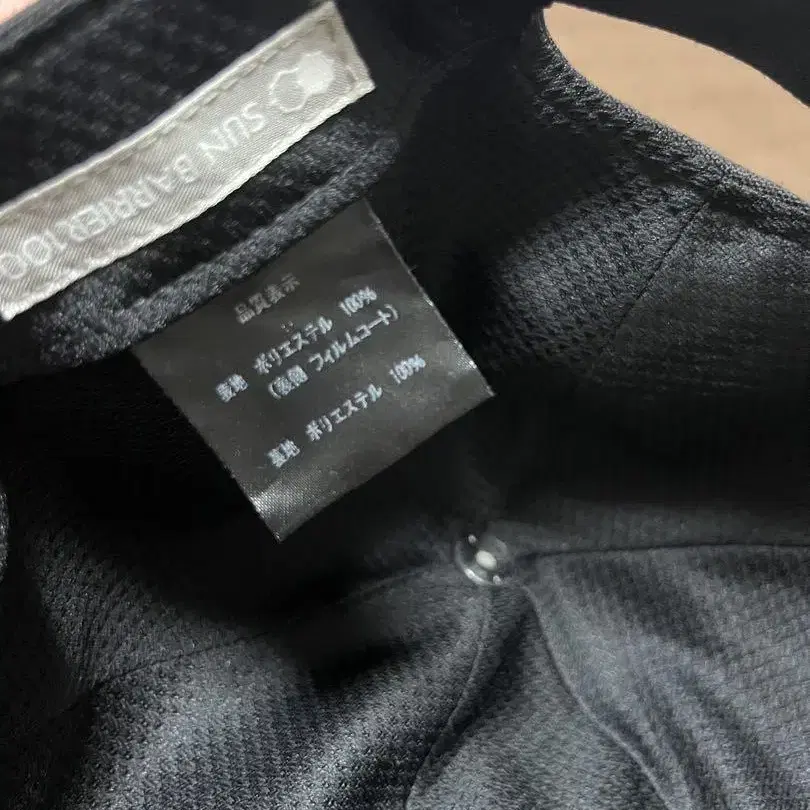 SUN BARRIER100
品質表示
表地 ポリエステル 100%
(裏面 フィルムコート)
裏地 ポリエステル 100%